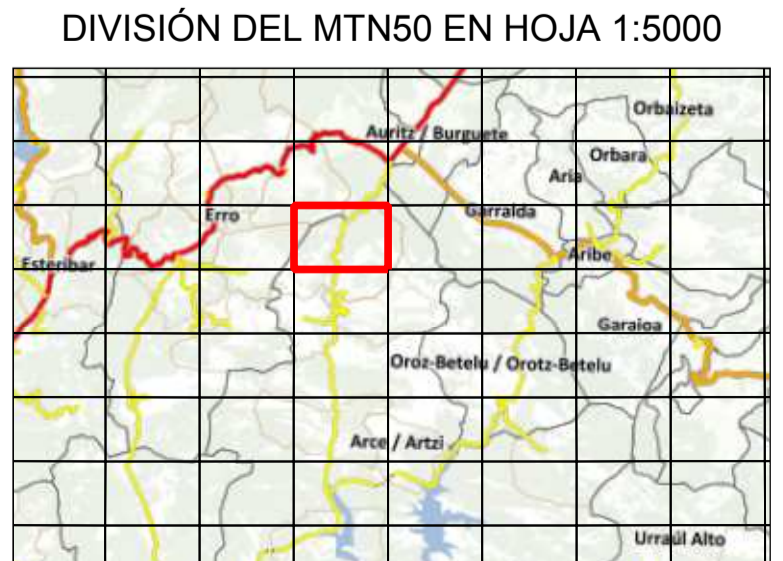 DIVISIÓN DEL MTN50 EN HOJA 1:5000
Orbaizeta
Auritz / Burguete
Orbara
Aria
Erro
Garralda
Esteribar
Aribe
Garaioa
Oroz-Betelu / Orotz-Betelu
Arce / Artzi
Urraúl Alto